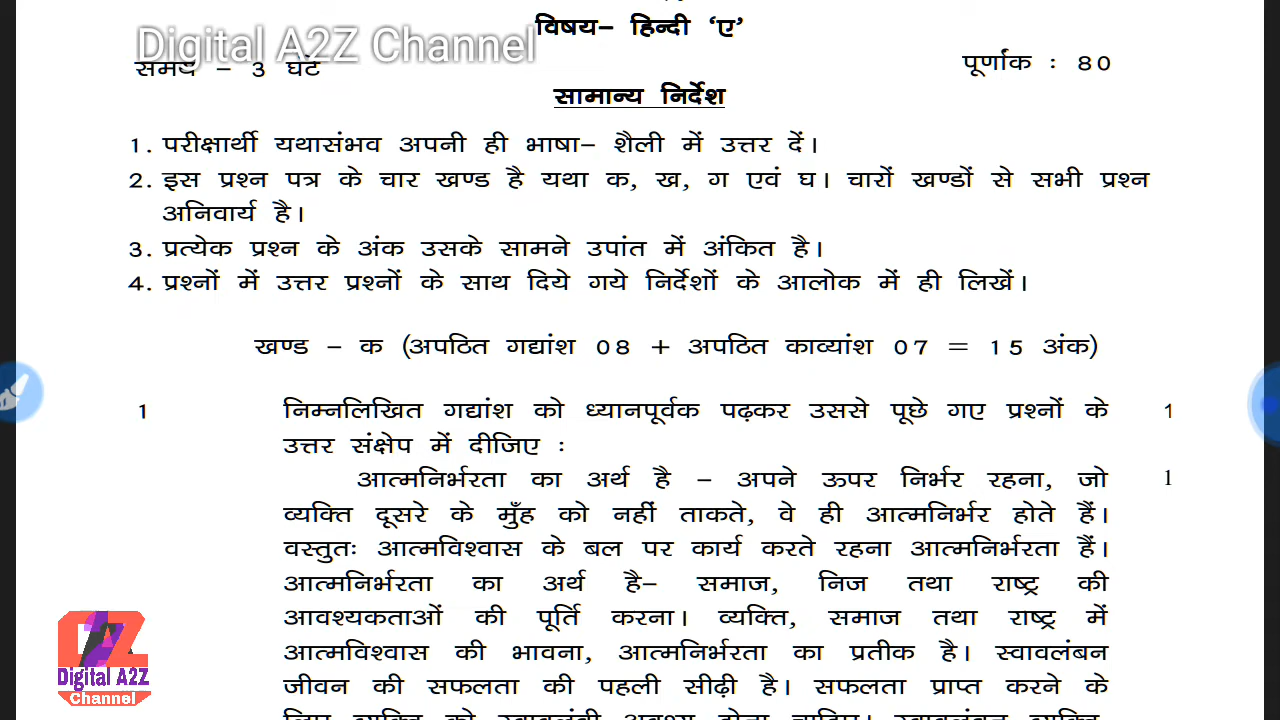 विषय– हिन्दी ‘ए’
Digital A2Z Channel
समय – 3 घंटे
पूर्णांक : 80
सामान्य निर्देश
1. परीक्षार्थी यथासंभव अपनी ही भाषा– शैली में उत्तर दें।
2. इस प्रश्न पत्र के चार खण्ड है यथा क, ख, ग एवं घ। चारों खण्डों से सभी प्रश्न
अनिवार्य है।
3. प्रत्येक प्रश्न के अंक उसके सामने उपांत में अंकित है।
4. प्रश्नों में उत्तर प्रश्नों के साथ दिये गये निर्देशों के आलोक में ही लिखें।
खण्ड – क (अपठित गद्यांश 08 + अपठित काव्यांश 07 = 15 अंक)
1 निम्नलिखित गद्यांश को ध्यानपूर्वक पढ़कर उससे पूछे गए प्रश्नों के 1
उत्तर संक्षेप में दीजिए :
आत्मनिर्भरता का अर्थ है – अपने ऊपर निर्भर रहना, जो 1
व्यक्ति दूसरे के मुँह को नहीं ताकते, वे ही आत्मनिर्भर होते हैं।
वस्तुतः आत्मविश्वास के बल पर कार्य करते रहना आत्मनिर्भरता हैं।
आत्मनिर्भरता का अर्थ है– समाज, निज तथा राष्ट्र की
आवश्यकताओं की पूर्ति करना। व्यक्ति, समाज तथा राष्ट्र में
आत्मविश्वास की भावना, आत्मनिर्भरता का प्रतीक है। स्वावलंबन
जीवन की सफलता की पहली सीढ़ी है। सफलता प्राप्त करने के
A2Z
Digital A2Z
Channel